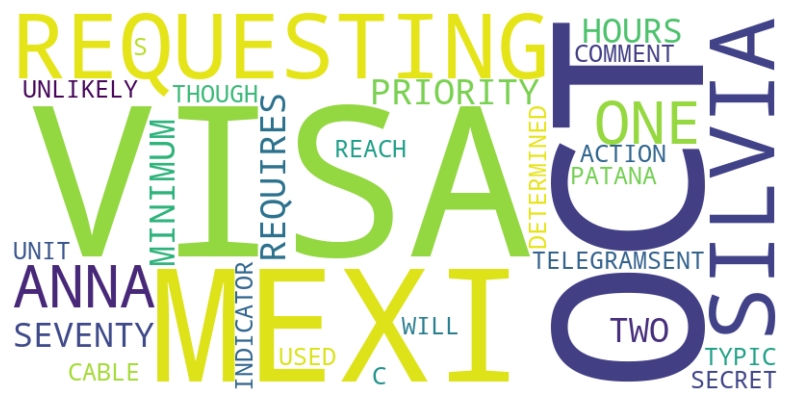 REQUESTING
S
HOURS
COMMENT
UNLIKELY
THOUGH
PRIORITY
VISA
MINIMUM
REQUIRES
REACH
DETERMINED
ONE
ACTION
PATANA
OCT
SILVIA
UNIT
TELEGRAMSENT
ANNA
MEXI
INDICATOR
SEVENTY
WILL
TWO
CABLE
USED
C
TYPIC
SECRET